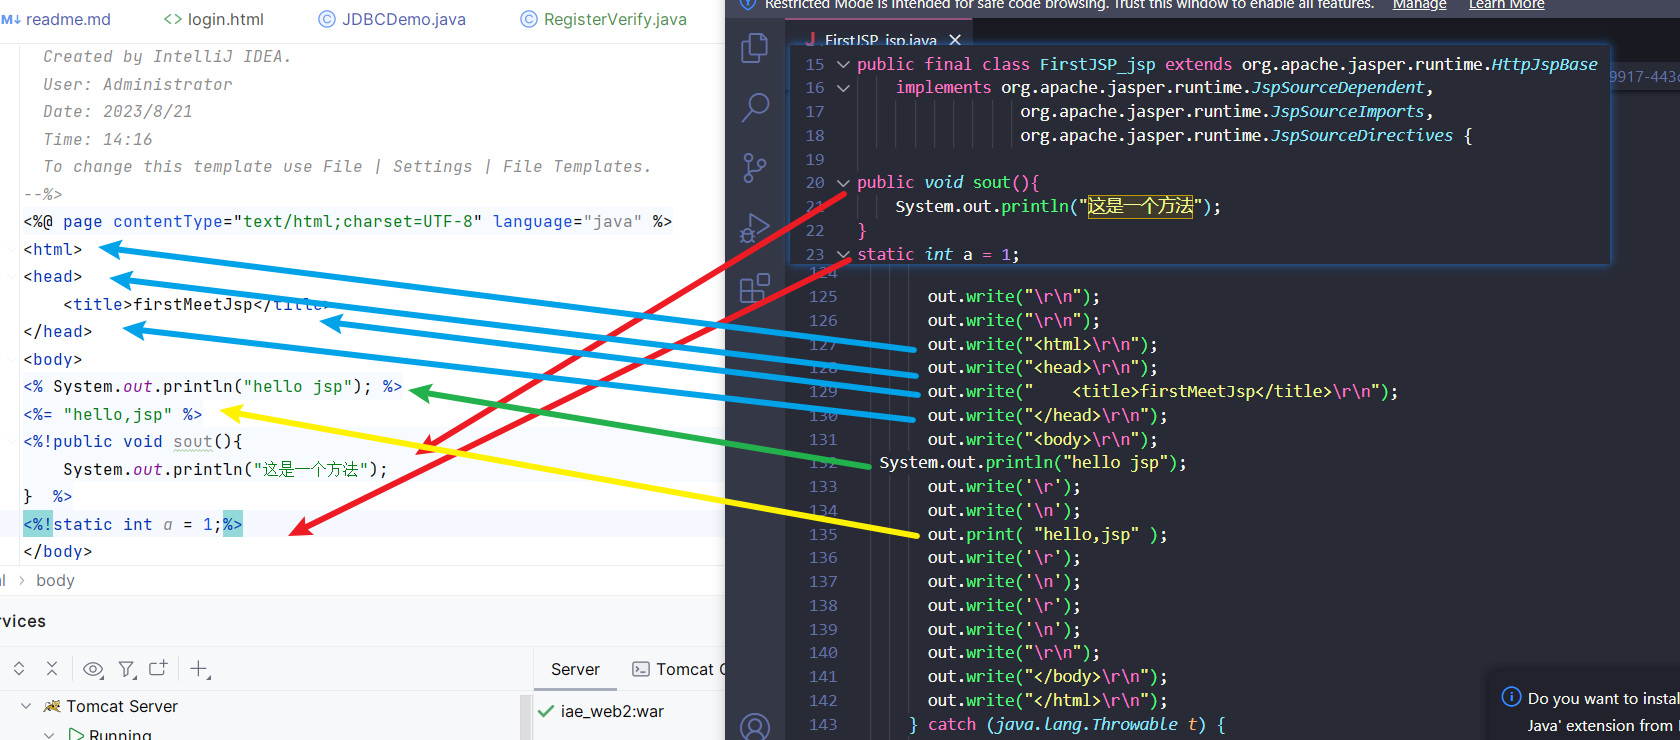 readme.md
login.html
JDBCDemo.java
RegisterVerify.java
Created by IntelliJ IDEA.
User: Administrator
Date: 2023/8/21
Time: 14:16
To change this template use File | Settings | File Templates.
--%>
<%@ page contentType="text/html;charset=UTF-8" language="java" %>
<html>
<head>
<title>firstMeetJsp</title>
</head>
<body>
<% System.out.println("hello jsp"); %>
<%= "hello,jsp" %>
<%!public void sout(){
System.out.println("这是一个方法");
} %>
<%!static int a = 1;%>
</body>
body
Server
Tomcat
Tomcat Server
iae_web2:war
Running
Restricted Mode is intended for safe code browsing. Trust this window to enable all features. Manage Learn More
FirstJSP_jsp.java
15 public final class FirstJSP_jsp extends org.apache.jasper.runtime.HttpJspBase
16 implements org.apache.jasper.runtime.JspSourceDependent,
17 org.apache.jasper.runtime.JspSourceImports,
18 org.apache.jasper.runtime.JspSourceDirectives {
19
20 public void sout(){
21 System.out.println("这是一个方法");
22 }
23 static int a = 1;
124
125 out.write("\r\n");
126 out.write("\r\n");
127 out.write("<html>\r\n");
128 out.write("<head>\r\n");
129 out.write("    <title>firstMeetJsp</title>\r\n");
130 out.write("</head>\r\n");
131 out.write("<body>\r\n");
132 System.out.println("hello jsp");
133 out.write('\r');
134 out.write('\n');
135 out.print( "hello,jsp" );
136 out.write('\r');
137 out.write('\n');
138 out.write('\r');
139 out.write('\n');
140 out.write("\r\n");
141 out.write("</body>\r\n");
142 out.write("</html>\r\n");
143 } catch (java.lang.Throwable t) {
Do you want to instal
Java' extension from